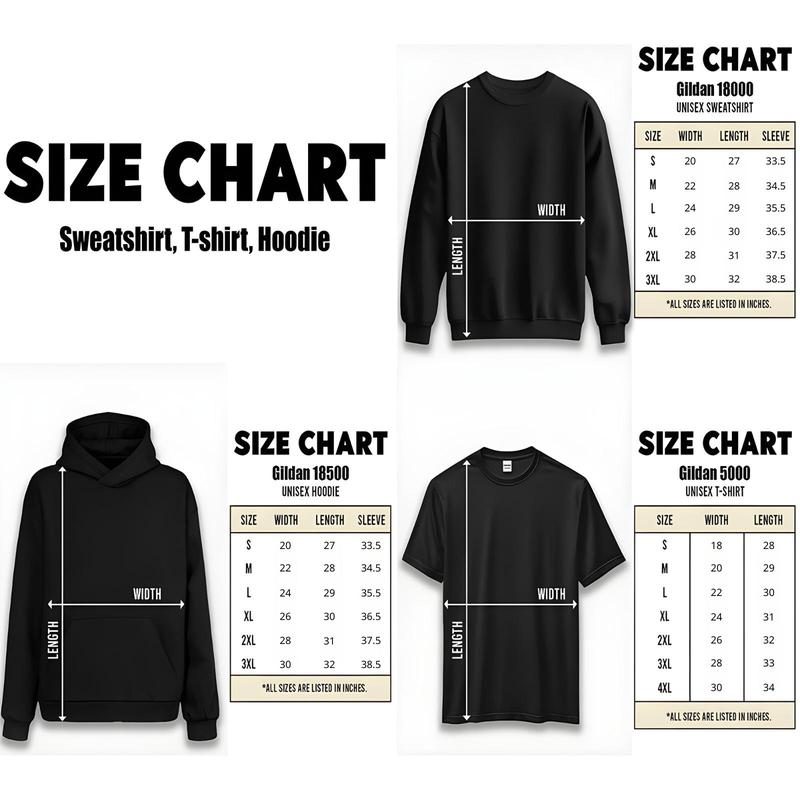 SIZE CHART
Sweatshirt, T-shirt, Hoodie
WIDTH
LENGTH
SIZE CHART
Gildan 18000
UNISEX SWEATSHIRT
SIZE WIDTH LENGTH SLEEVE
S 20 27 33.5
M 22 28 34.5
L 24 29 35.5
XL 26 30 36.5
2XL 28 31 37.5
3XL 30 32 38.5
*ALL SIZES ARE LISTED IN INCHES.
WIDTH
LENGTH
SIZE CHART
Gildan 18500
UNISEX HOODIE
SIZE WIDTH LENGTH SLEEVE
S 20 27 33.5
M 22 28 34.5
L 24 29 35.5
XL 26 30 36.5
2XL 28 31 37.5
3XL 30 32 38.5
*ALL SIZES ARE LISTED IN INCHES.
WIDTH
LENGTH
SIZE CHART
Gildan 5000
UNISEX T-SHIRT
SIZE WIDTH LENGTH
S 18 28
M 20 29
L 22 30
XL 24 31
2XL 26 32
3XL 28 33
4XL 30 34
*ALL SIZES ARE LISTED IN INCHES.